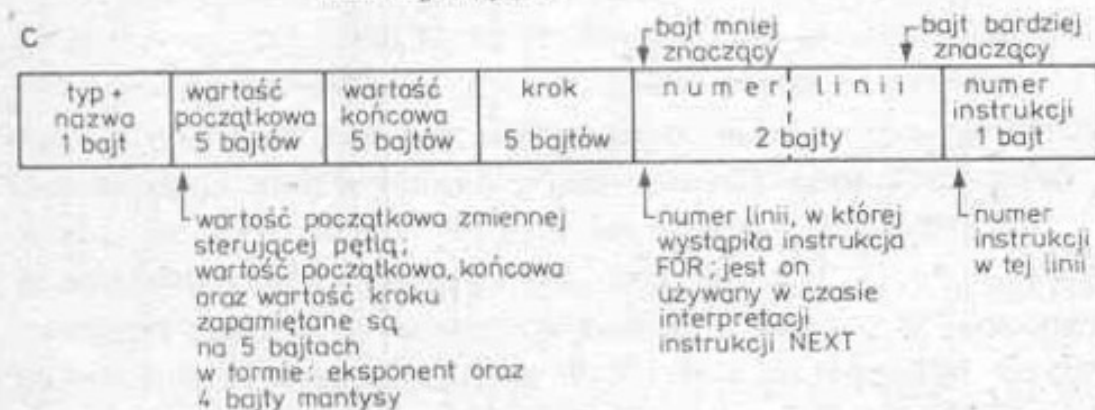 C
bajt mniej
znaczący
bajt bardziej
znaczący
typ +
nazwa
1 bajt
wartość
początkowa
5 bajtów
wartość
końcowa
5 bajtów
krok
5 bajtów
numer linii
2 bajty
numer
instrukcji
1 bajt
wartość początkowa zmiennej
sterującej pętlą;
wartość początkowa, końcowa
oraz wartość kroku
zapamiętane są
na 5 bajtach
w formie: eksponent oraz
4 bajty mantysy
numer linii, w której
wystąpiła instrukcja
FOR; jest on
używany w czasie
interpretacji
instrukcji NEXT
numer
instrukcji
w tej linii